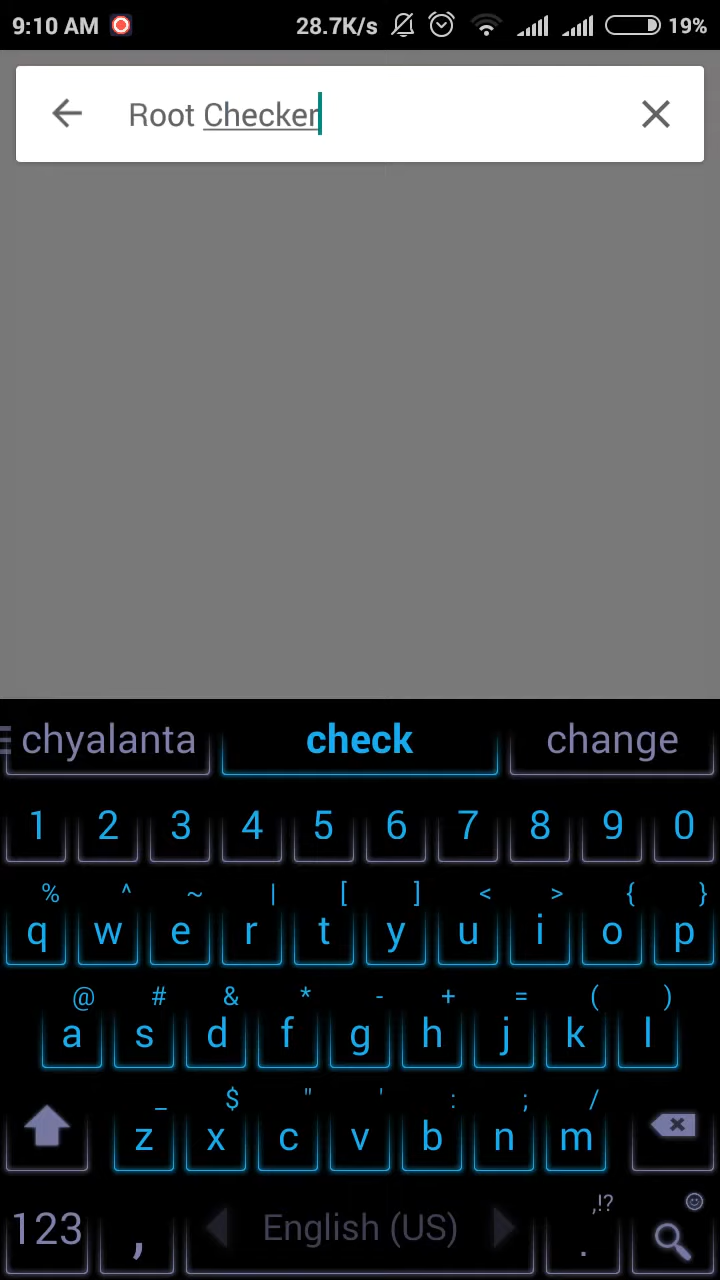 9:10 AM 28.7K/s 19%
Root Checker
chyalanta check change
1 2 3 4 5 6 7 8 9 0
% ^ ~ | [ ] < > { }
q w e r t y u i o p
@ # & * - + = ( )
a s d f g h j k l
_ $ " ' : ; /
z x c v b n m
,!?
123 , English (US) .